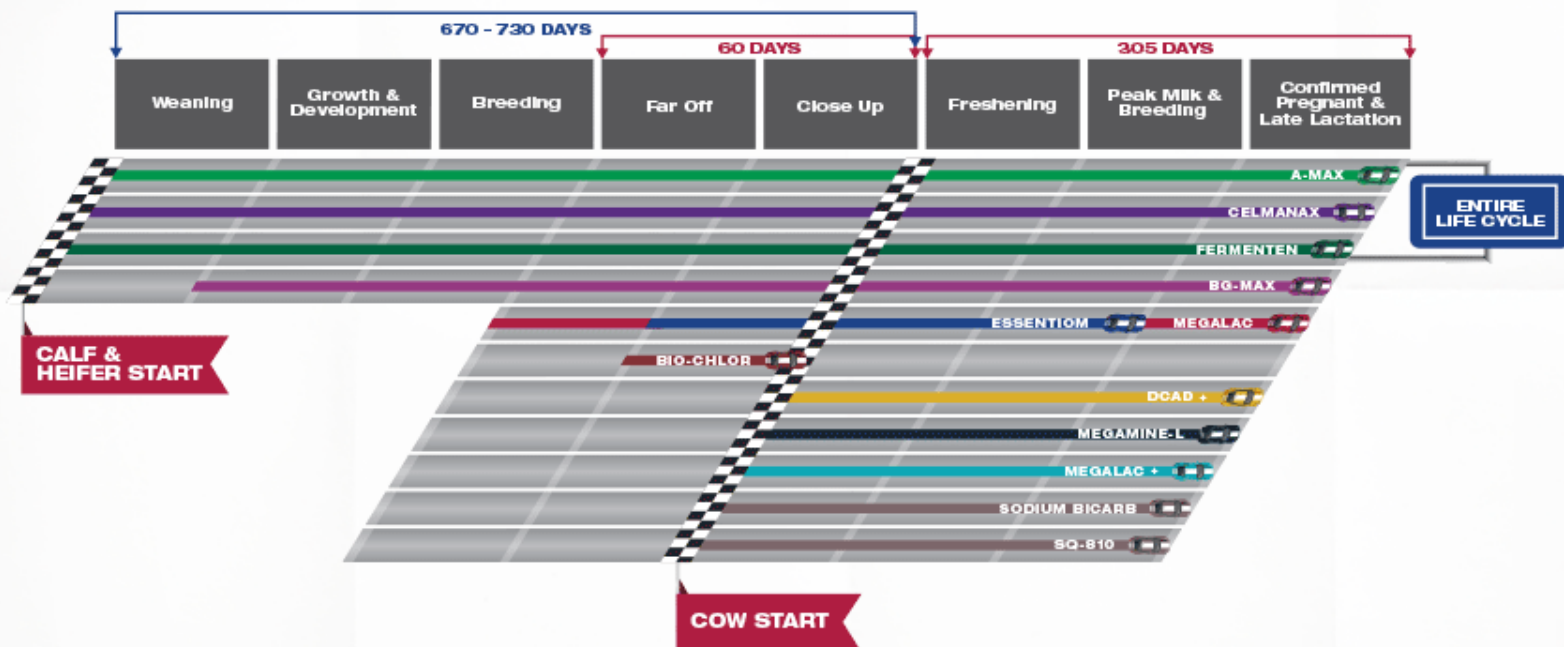 670 - 730 DAYS
60 DAYS
305 DAYS
Weaning
Growth &
Development
Breeding
Far Off
Close Up
Freshening
Peak Milk &
Breeding
Confirmed
Pregnant &
Late Lactation
A-MAX
CELMANAX
FERMENTEN
BG-MAX
ENTIRE
LIFE CYCLE
ESSENTIOM
MEGALAC
CALF &
HEIFER START
BIO-CHLOR
DCAD +
MEGAMINE-L
MEGALAC +
SODIUM BICARB
SQ-810
COW START